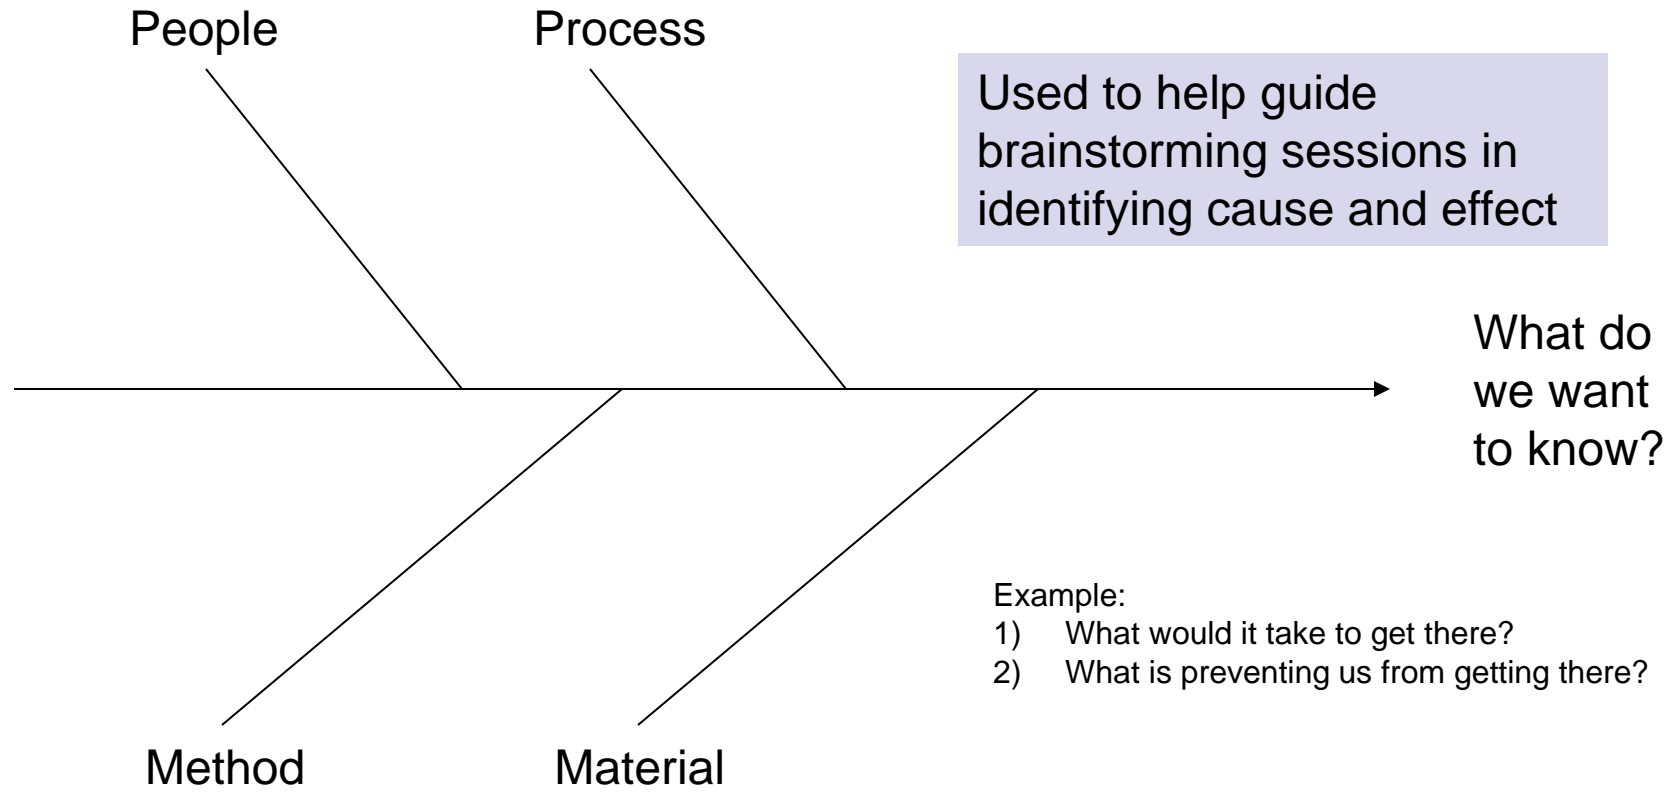 People
Process
Used to help guide
brainstorming sessions in
identifying cause and effect
What do
we want
to know?
Example:
1) What would it take to get there?
2) What is preventing us from getting there?
Method
Material